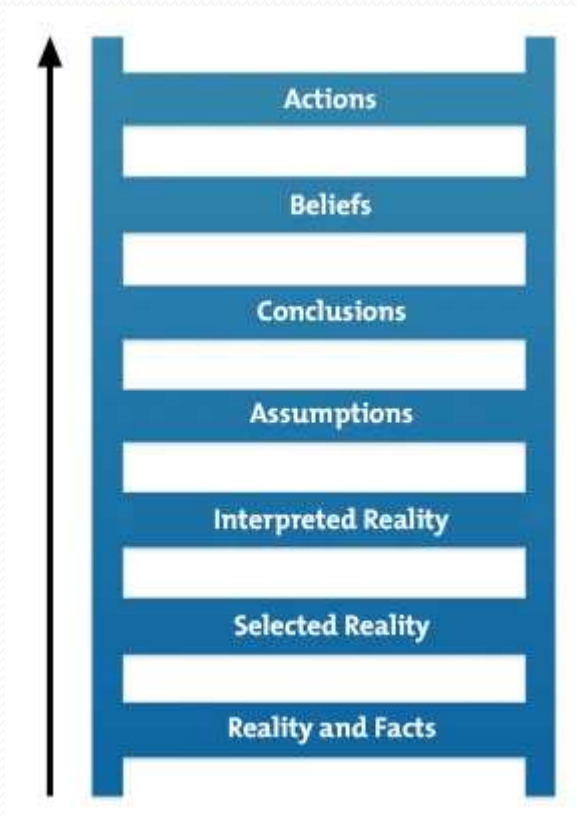 Actions
Beliefs
Conclusions
Assumptions
Interpreted Reality
Selected Reality
Reality and Facts